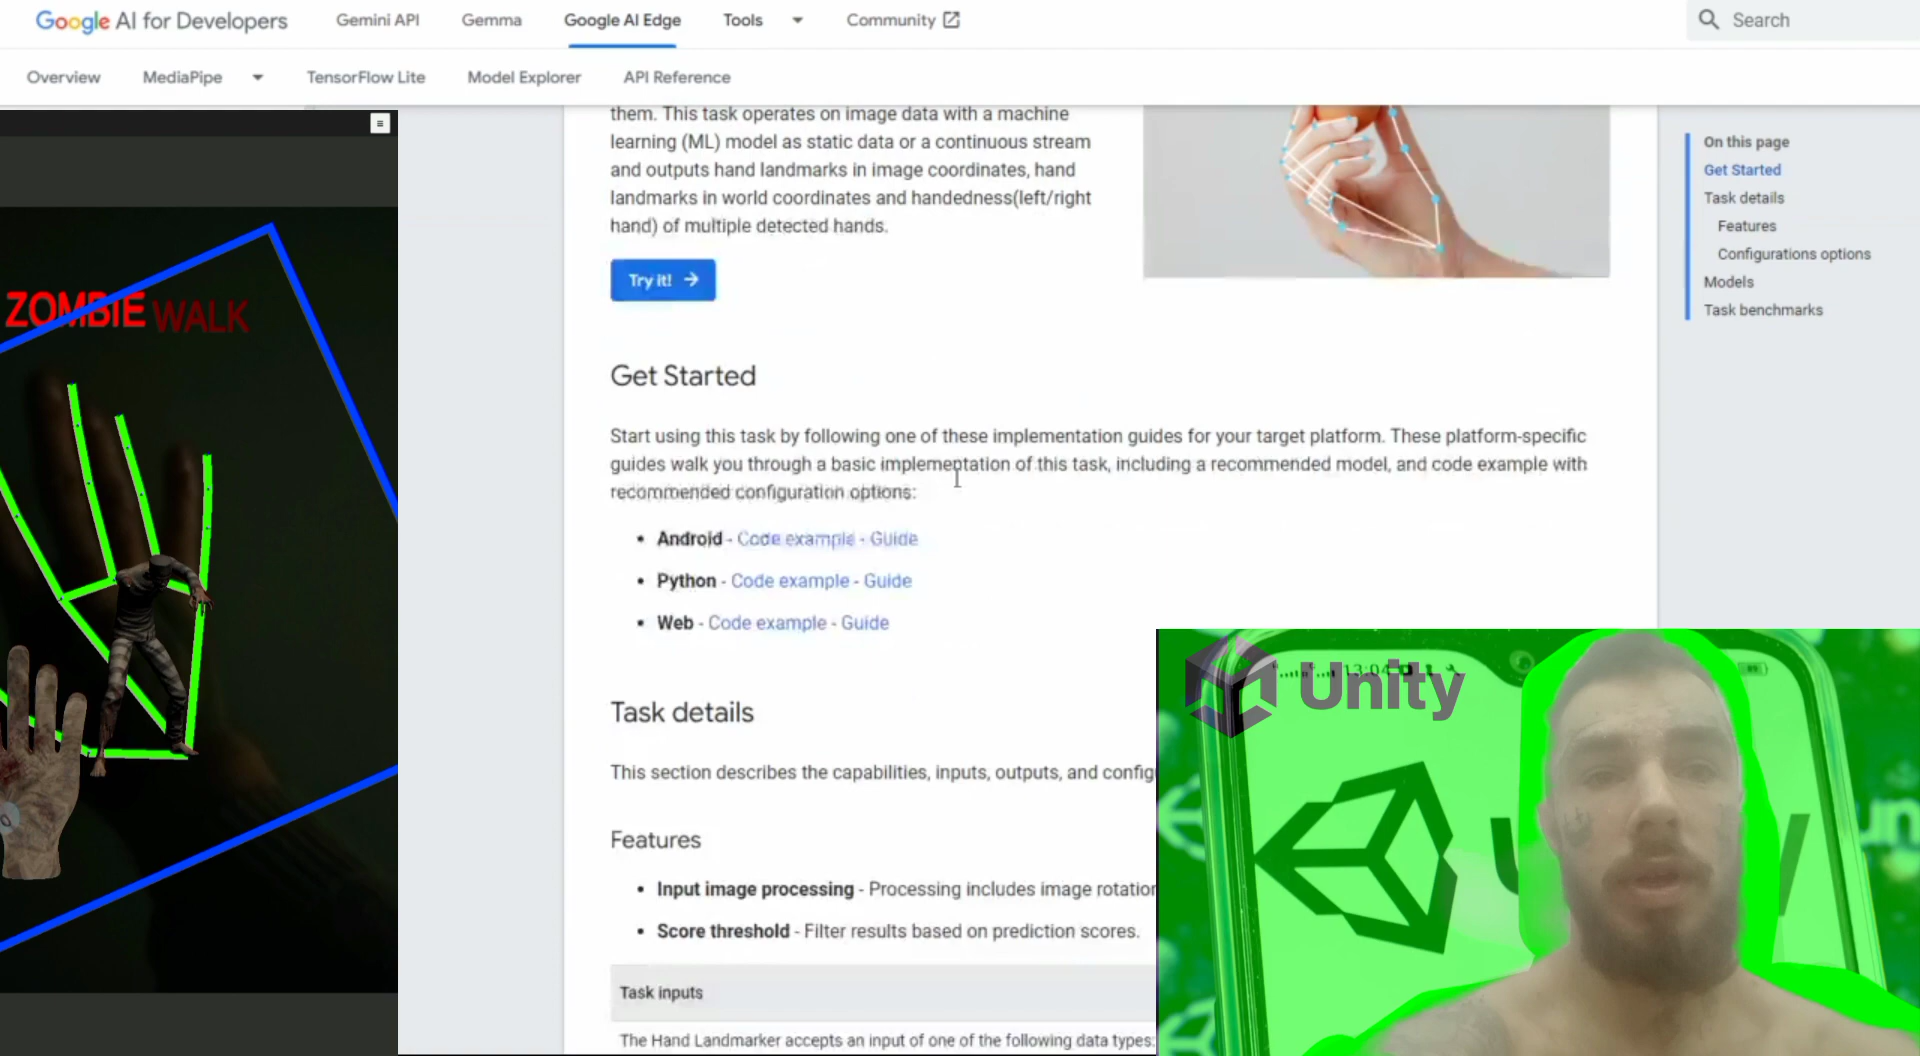 Google AI for Developers
Gemini API
Gemma
Google AI Edge
Tools
Community
Search
Overview
MediaPipe
TensorFlow Lite
Model Explorer
API Reference
them. This task operates on image data with a machine
learning (ML) model as static data or a continuous stream
and outputs hand landmarks in image coordinates, hand
landmarks in world coordinates and handedness(left/right
hand) of multiple detected hands.
Try it!
On this page
Get Started
Task details
Features
Configurations options
Models
Task benchmarks
ZOMBIE WALK
Get Started
Start using this task by following one of these implementation guides for your target platform. These platform-specific
guides walk you through a basic implementation of this task, including a recommended model, and code example with
recommended configuration options:
Android - Code example - Guide
Python - Code example - Guide
Web - Code example - Guide
Task details
This section describes the capabilities, inputs, outputs, and config
Features
Input image processing - Processing includes image rotation
Score threshold - Filter results based on prediction scores.
Task inputs
The Hand Landmarker accepts an input of one of the following data types:
13:04
Unity